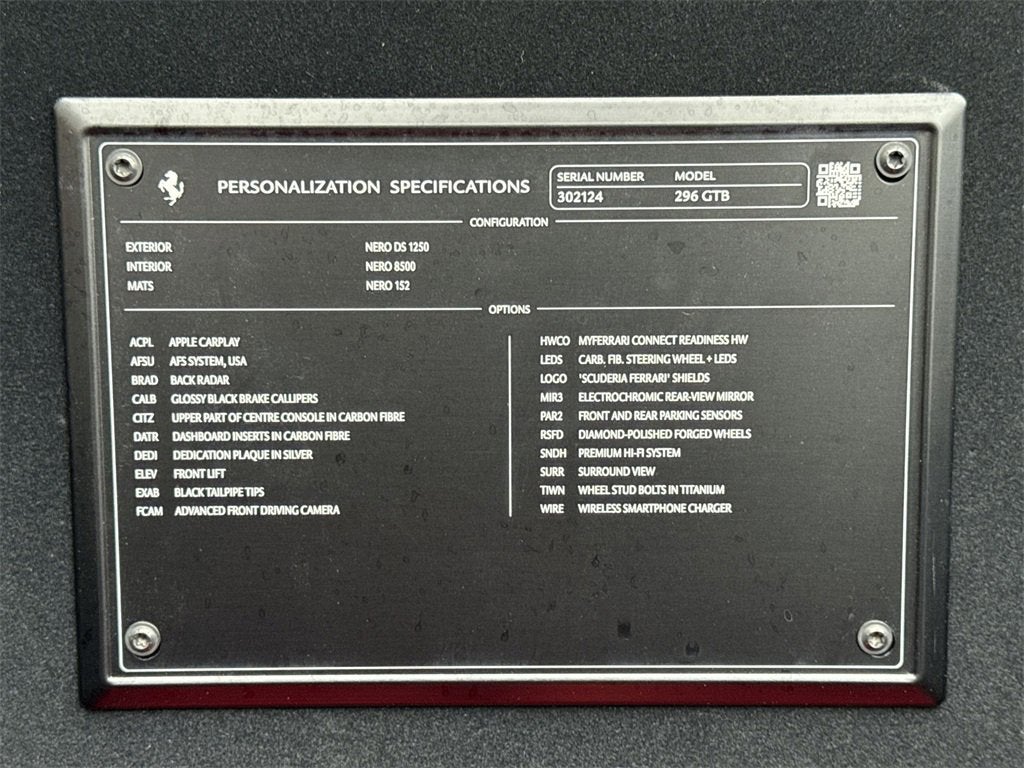 PERSONALIZATION SPECIFICATIONS
SERIAL NUMBER MODEL
302124 296 GTB
CONFIGURATION
EXTERIOR NERO DS 1250
INTERIOR NERO 8500
MATS NERO 152
OPTIONS
ACPL APPLE CARPLAY
AFSU AFS SYSTEM, USA
BRAD BACK RADAR
CALB GLOSSY BLACK BRAKE CALLIPERS
CITZ UPPER PART OF CENTRE CONSOLE IN CARBON FIBRE
DATR DASHBOARD INSERTS IN CARBON FIBRE
DEDI DEDICATION PLAQUE IN SILVER
ELEV FRONT LIFT
EXAB BLACK TAILPIPE TIPS
FCAM ADVANCED FRONT DRIVING CAMERA
HWCO MYFERRARI CONNECT READINESS HW
LEDS CARB. FIB. STEERING WHEEL + LEDS
LOGO 'SCUDERIA FERRARI' SHIELDS
MIR3 ELECTROCHROMIC REAR-VIEW MIRROR
PAR2 FRONT AND REAR PARKING SENSORS
RSFD DIAMOND-POLISHED FORGED WHEELS
SNDH PREMIUM HI-FI SYSTEM
SURR SURROUND VIEW
TIWN WHEEL STUD BOLTS IN TITANIUM
WIRE WIRELESS SMARTPHONE CHARGER